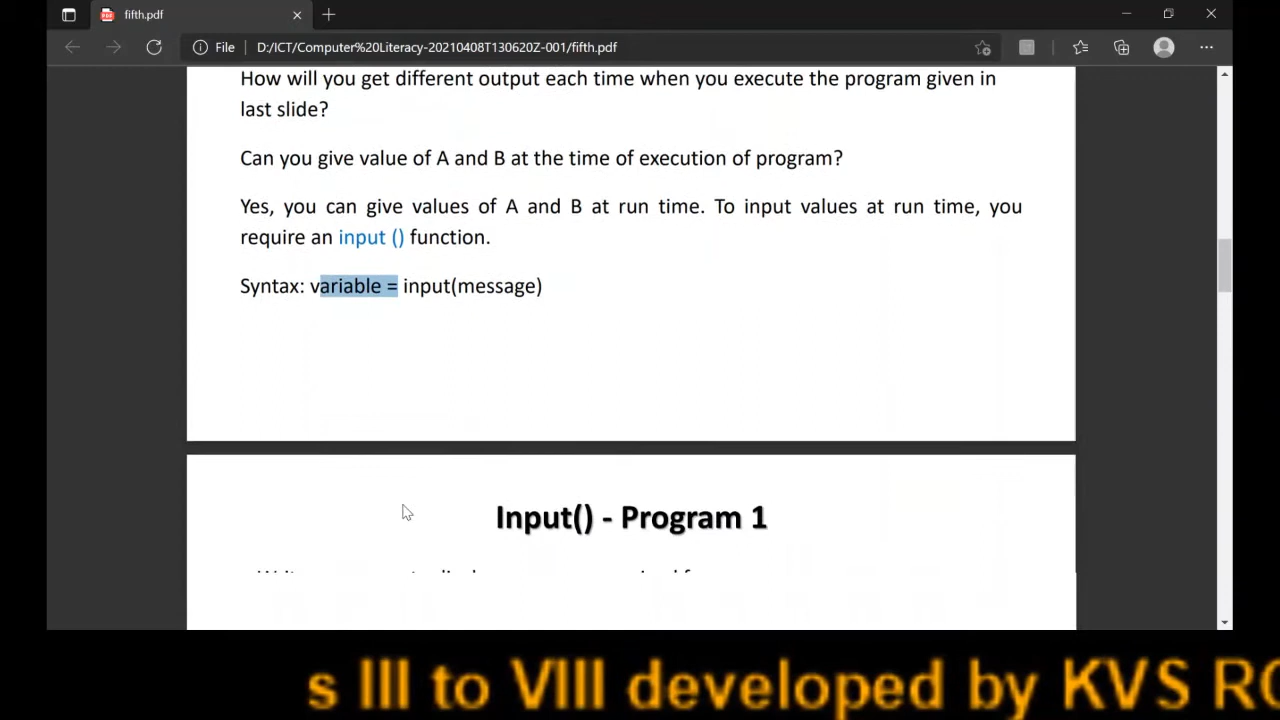 fifth.pdf
File
D:/ICT/Computer%20Literacy-20210408T130620Z-001/fifth.pdf
How will you get different output each time when you execute the program given in
last slide?
Can you give value of A and B at the time of execution of program?
Yes, you can give values of A and B at run time. To input values at run time, you
require an input () function.
Syntax: variable = input(message)
Input() - Program 1
s III to VIII developed by KVS RO